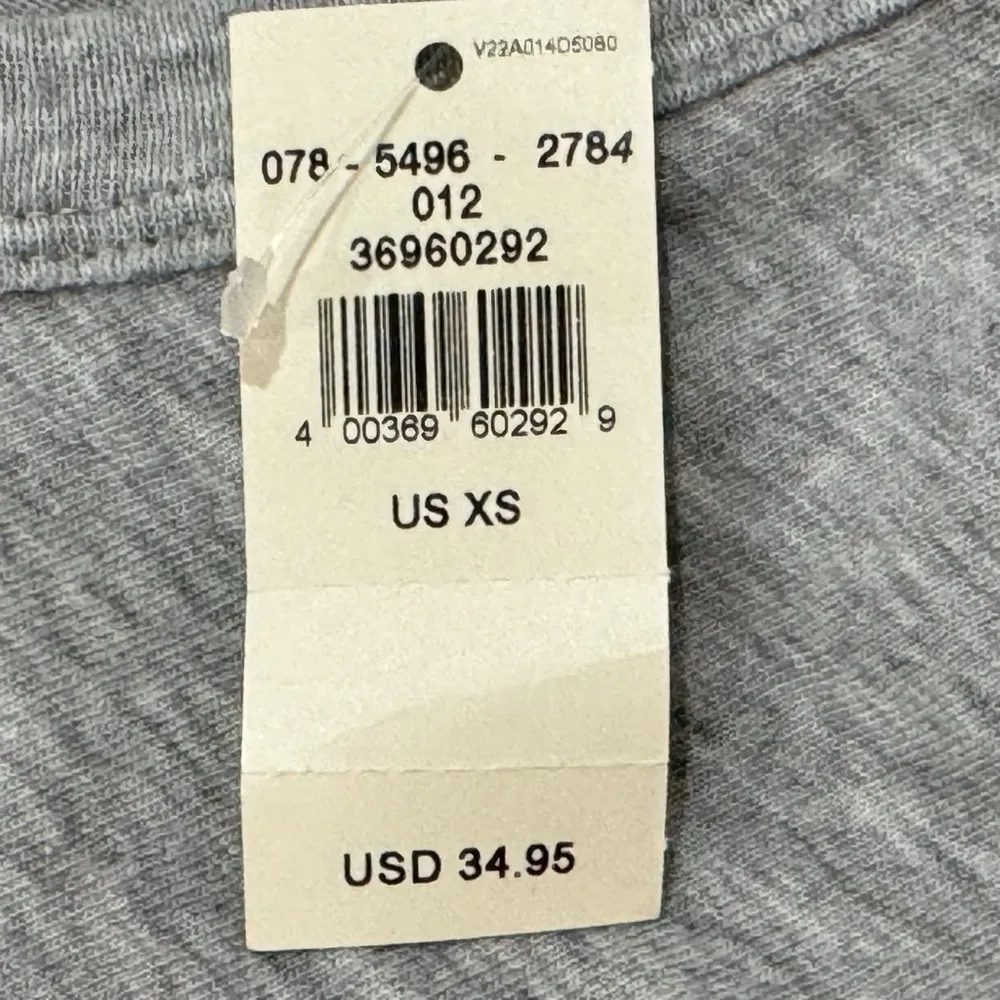 V22A014D5080
078 - 5496 - 2784
012
36960292
4 00369 60292 9
US XS
USD 34.95